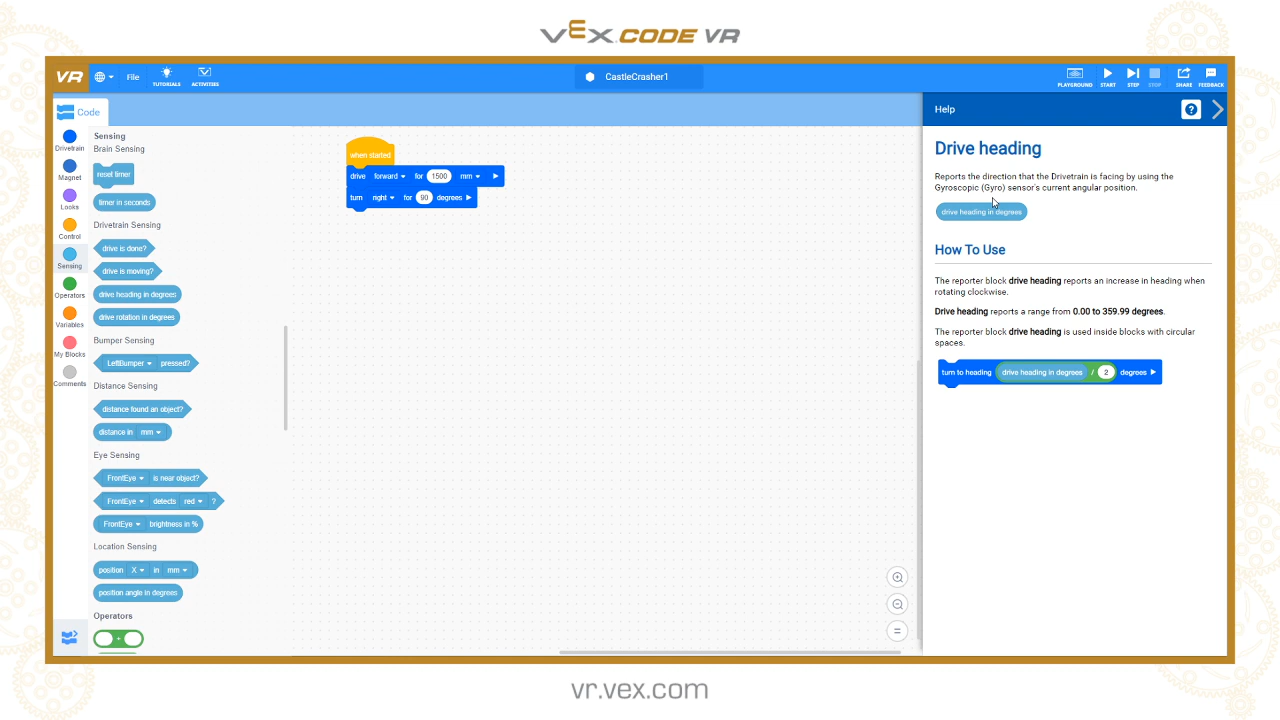 VEX CODE VR
VR
File
TUTORIALS
ACTIVITIES
CastleCrasher1
PLAYGROUND
START
STEP
STOP
SHARE
FEEDBACK
Code
Drivetrain
Magnet
Looks
Control
Sensing
Operators
Variables
My Blocks
Comments
Sensing
Brain Sensing
reset timer
timer in seconds
Drivetrain Sensing
drive is done?
drive is moving?
drive heading in degrees
drive rotation in degrees
Bumper Sensing
LeftBumper pressed?
Distance Sensing
distance found an object?
distance in mm
Eye Sensing
FrontEye is near object?
FrontEye detects red ?
FrontEye brightness in %
Location Sensing
position X in mm
position angle in degrees
Operators
+
when started
drive forward for 1500 mm
turn right for 90 degrees
Help
?
Drive heading
Reports the direction that the Drivetrain is facing by using the
Gyroscopic (Gyro) sensor's current angular position.
drive heading in degrees
How To Use
The reporter block drive heading reports an increase in heading when
rotating clockwise.
Drive heading reports a range from 0.00 to 359.99 degrees.
The reporter block drive heading is used inside blocks with circular
spaces.
turn to heading drive heading in degrees / 2 degrees
vr.vex.com